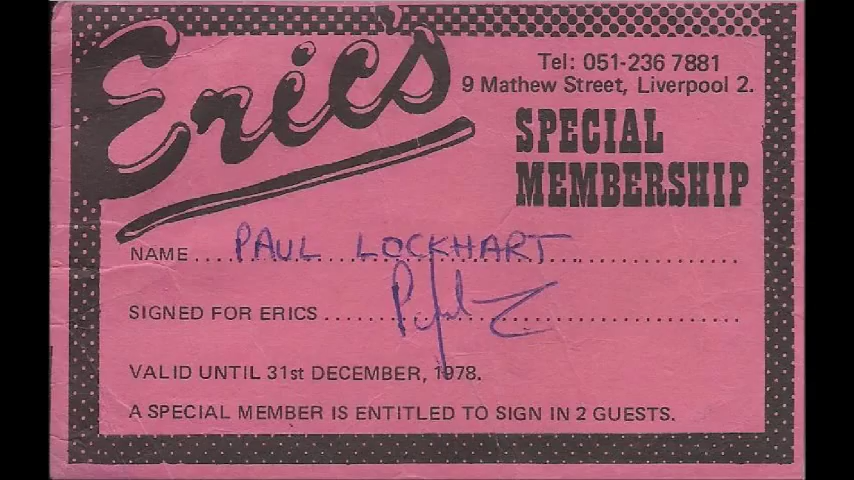 Eric's
Tel: 051-236 7881
9 Mathew Street, Liverpool 2.
SPECIAL
MEMBERSHIP
NAME.... PAUL LOCKHART ....
SIGNED FOR ERICS ....
VALID UNTIL 31st DECEMBER, 1978.
A SPECIAL MEMBER IS ENTITLED TO SIGN IN 2 GUESTS.